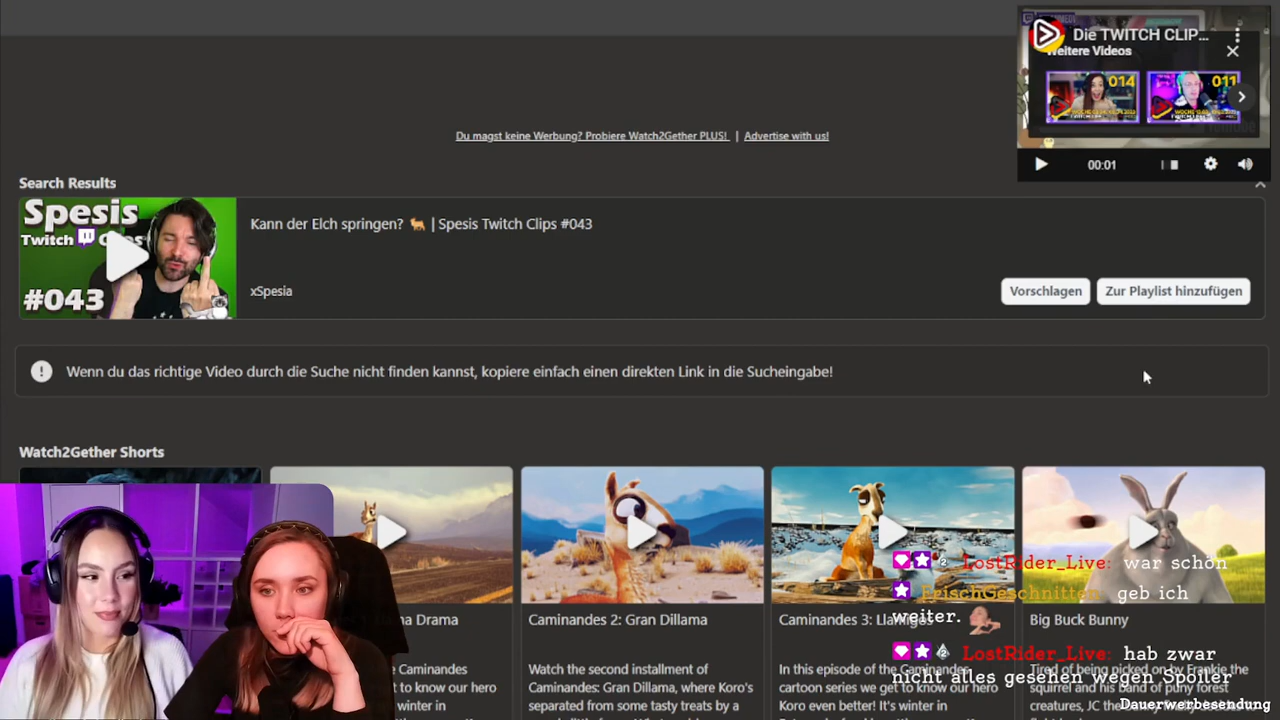 Die TWITCH CLIP...
Weitere Videos
014
011
00:01
Du magst keine Werbung? Probiere Watch2Gether PLUS! | Advertise with us!
Search Results
Spesis
Twitch
#043
Kann der Elch springen? 🐂 | Spesis Twitch Clips #043
xSpesia
Vorschlagen
Zur Playlist hinzufügen
Wenn du das richtige Video durch die Suche nicht finden kannst, kopiere einfach einen direkten Link in die Sucheingabe!
Watch2Gether Shorts
Drama
Caminandes 2: Gran Dillama
Caminandes 3: Llamigos
Big Buck Bunny
Caminandes
to know our hero
winter in
Watch the second installment of
Caminandes: Gran Dillama, where Koro's
separated from some tasty treats by a
In this episode of the Caminandes
cartoon series we get to know our hero
Koro even better! It's winter in
Tired of being picked on by Frankie the
squirrel and his band of puny forest
creatures, JC the
LostRider_Live: war schön
FrischGeschnitten: geb ich
weiter.
LostRider_Live: hab zwar
nicht alles gesehen wegen Spoiler
Dauerwerbesendung